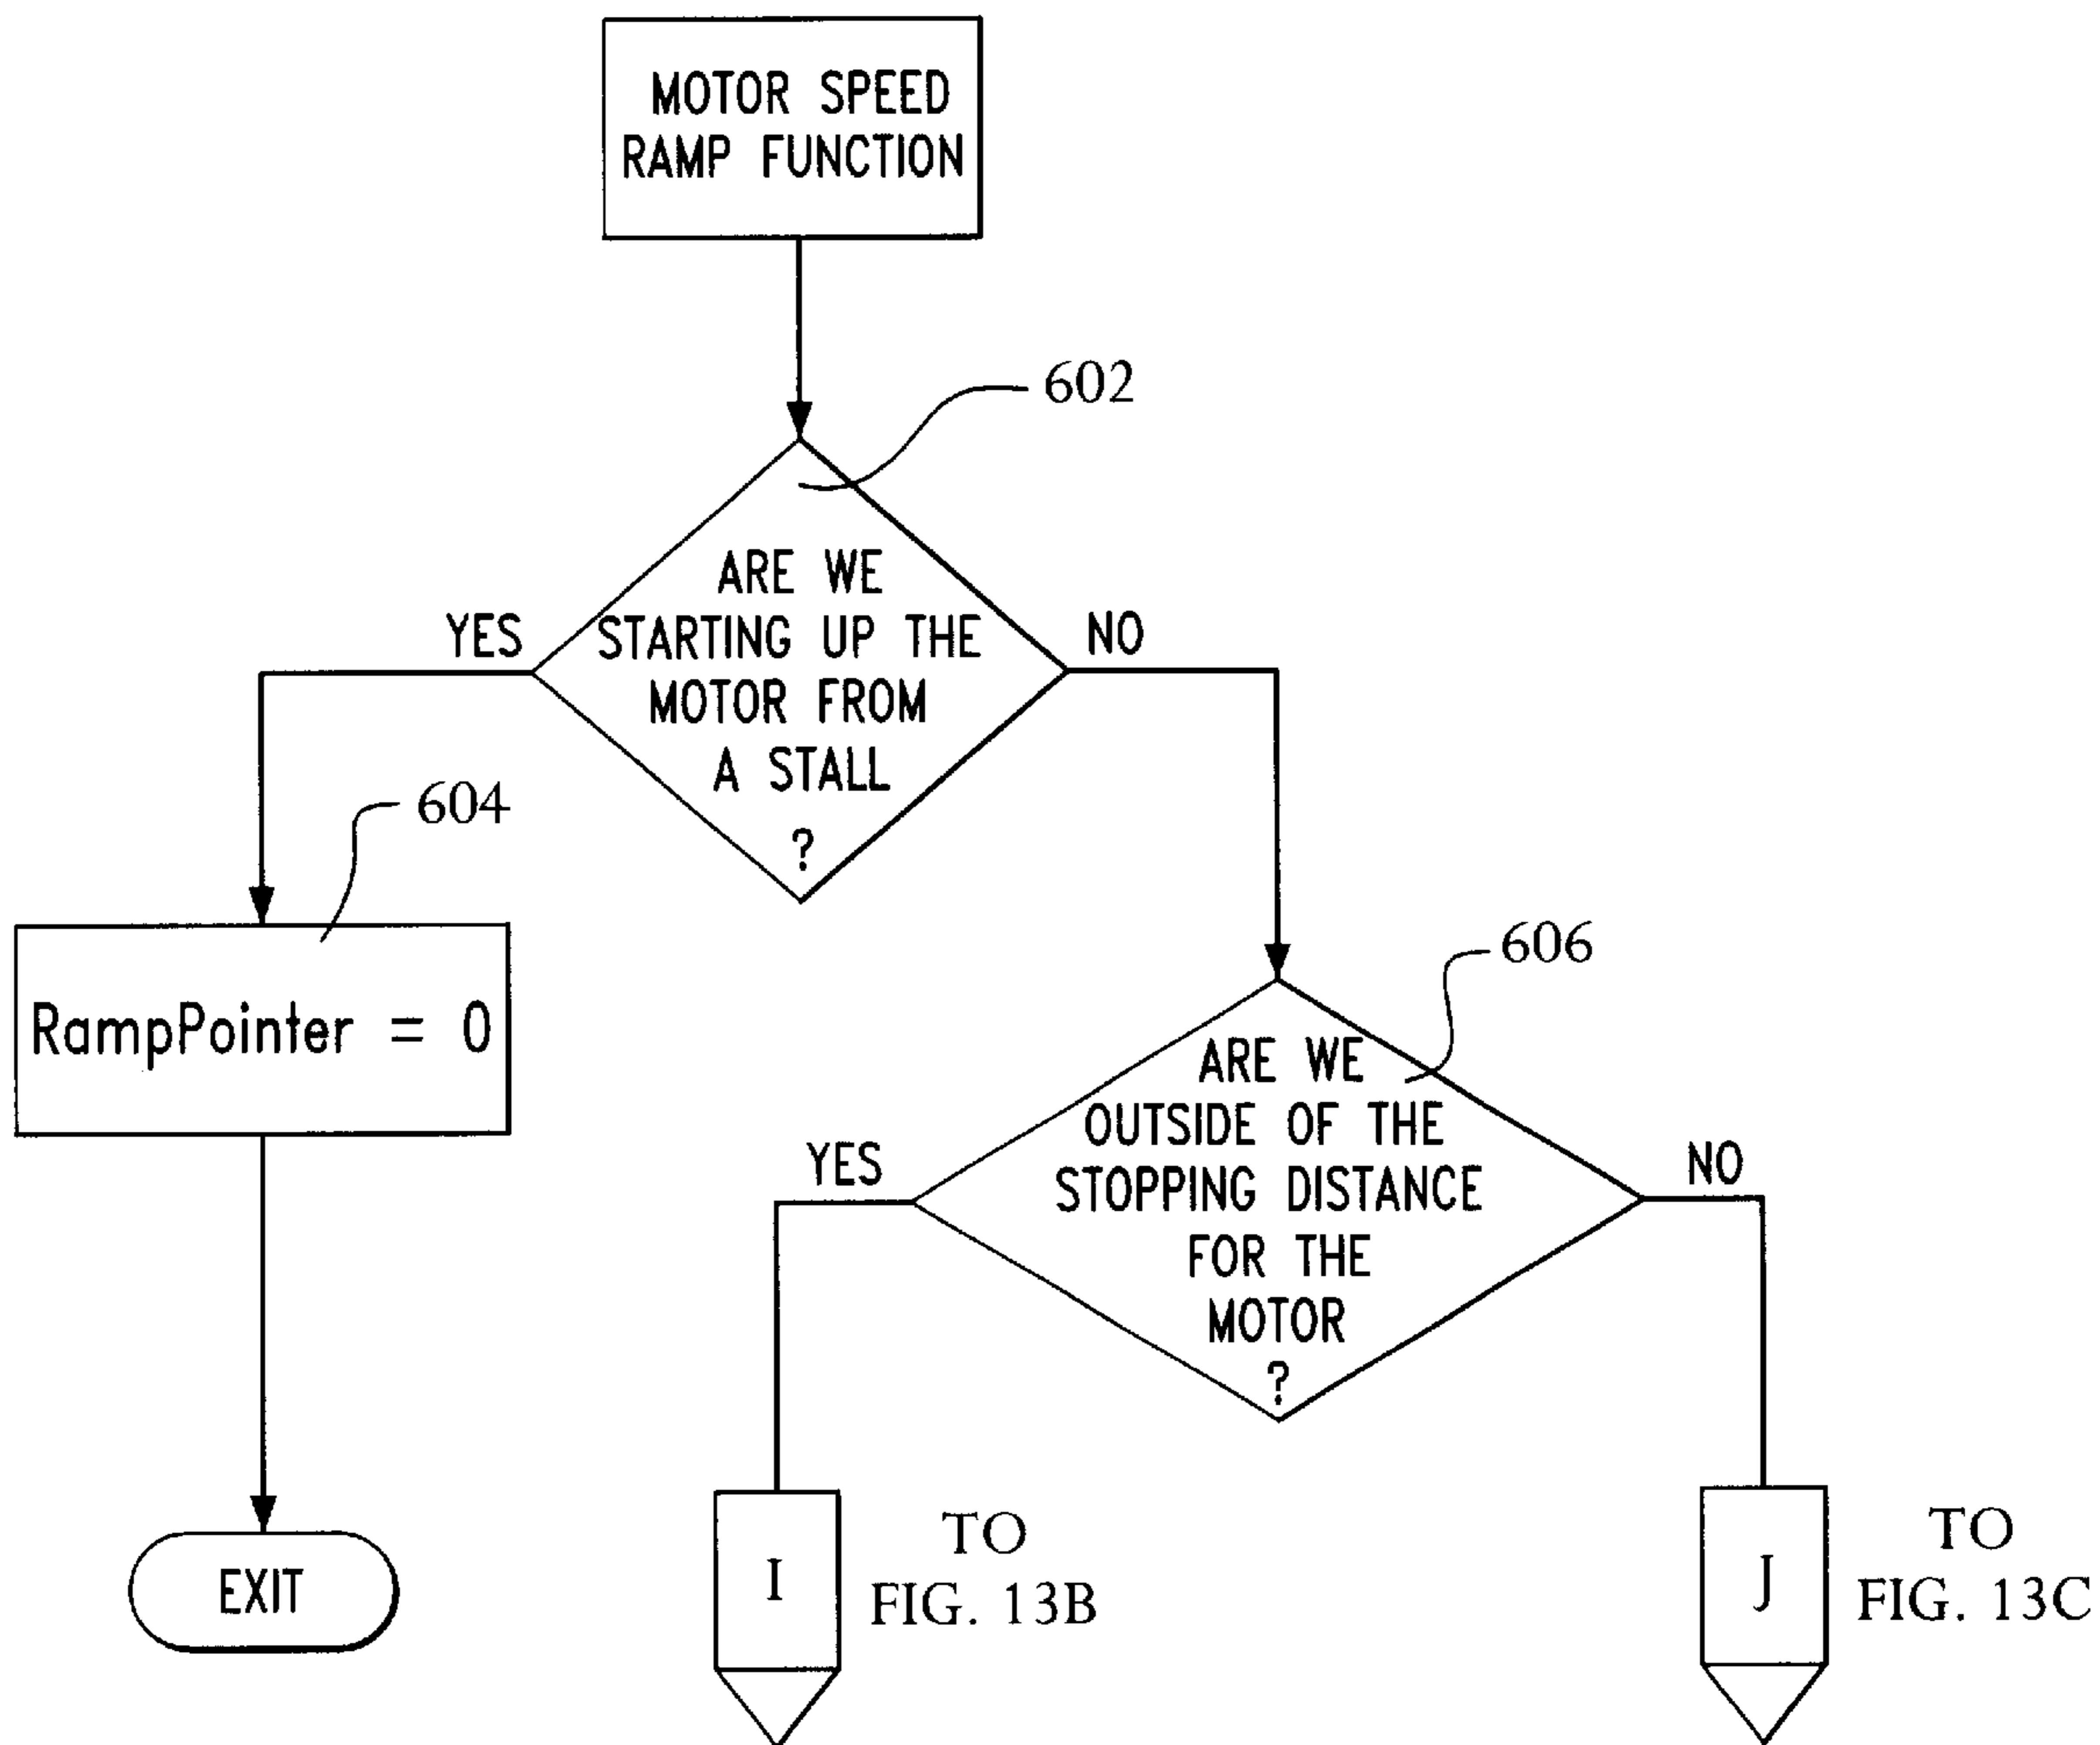 MOTOR SPEED
RAMP FUNCTION
602
ARE WE
STARTING UP THE
MOTOR FROM
A STALL
?
YES
NO
604
RampPointer = 0
EXIT
606
ARE WE
OUTSIDE OF THE
STOPPING DISTANCE
FOR THE
MOTOR
?
YES
NO
I
TO
FIG. 13B
J
TO
FIG. 13C